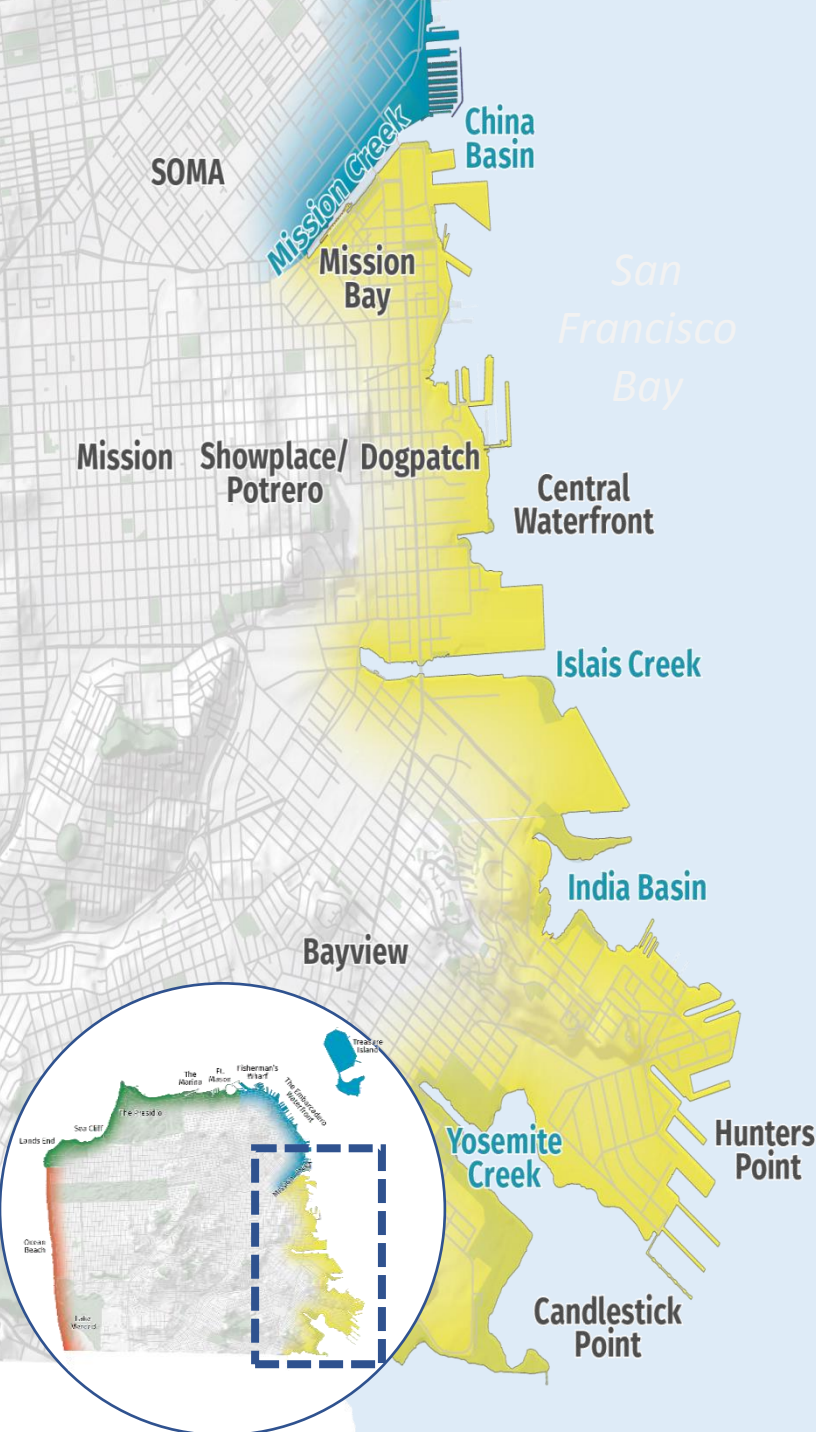 China
Basin
Mission Creek
SOMA
Mission
Bay
San
Francisco
Bay
Mission
Showplace/
Potrero
Dogpatch
Central
Waterfront
Islais Creek
India Basin
Bayview
Yosemite
Creek
Hunters
Point
Candlestick
Point
Treasure
Island
The
Marina
Ft.
Mason
Fisherman's
Wharf
The Embarcadero
Waterfront
The Presidio
Sea Cliff
Lands End
Mission Creek
Ocean
Beach
Lake
Merced